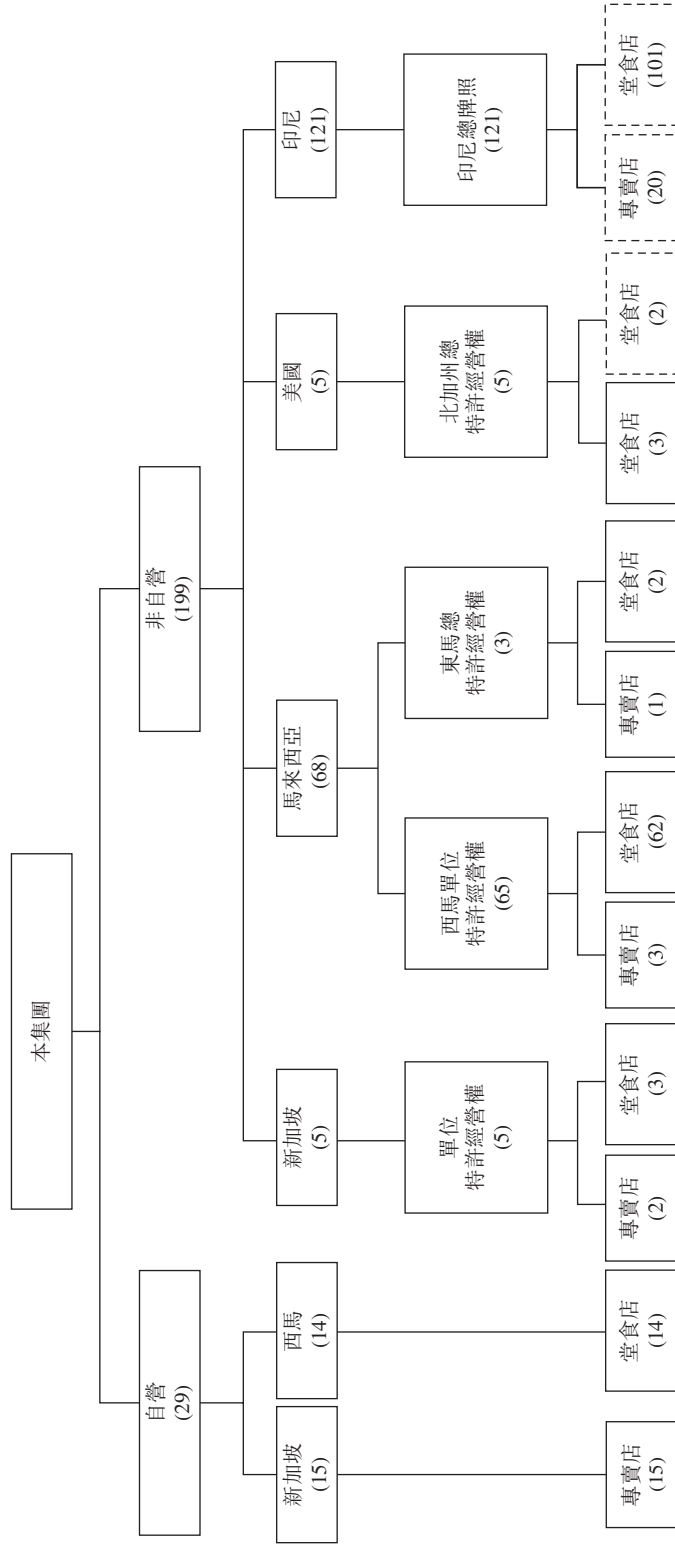 本集團
自營
(29)
非自營
(199)
新加坡
(15)
西馬
(14)
新加坡
(5)
馬來西亞
(68)
美國
(5)
印尼
(121)
單位
特許經營權
(5)
西馬單位
特許經營權
(65)
東馬總
特許經營權
(3)
北加州總
特許經營權
(5)
印尼總牌照
(121)
專賣店
(15)
堂食店
(14)
專賣店
(2)
堂食店
(3)
專賣店
(3)
堂食店
(62)
專賣店
(1)
堂食店
(2)
堂食店
(3)
堂食店
(2)
專賣店
(20)
堂食店
(101)